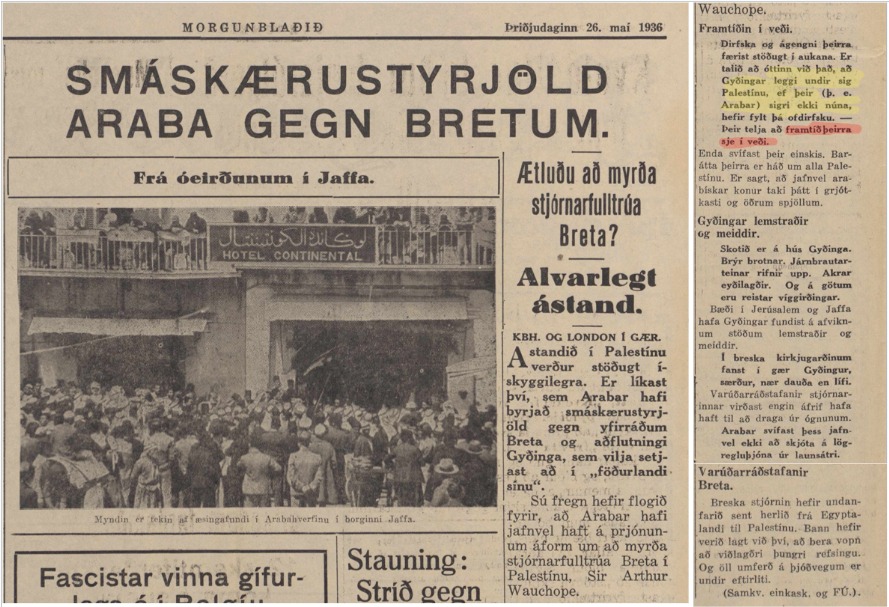 MORGUNBLAÐIÐ
Þriðjudaginn 26. maí 1936
SMÁSKÆRUSTYRJÖLD
ARABA GEGN BRETUM.
Frá óeirðunum í Jaffa.
لوكاندة الكونتيننتال
HOTEL CONTINENTAL
Myndin er tekin af æsingafundi í Arabahverfinu í borginni Jaffa.
Fascistar vinna gífur-
lega á í Belgíu
Stauning:
Stríð gegn
Ætluðu að myrða
stjórnarfulltrúa
Breta?
Alvarlegt
ástand.
KBH. OG LONDON Í GÆR.
Astandið í Palestínu
verður stöðugt í-
skyggilegra. Er líkast
því, sem Arabar hafi
byrjað smáskærustyrj-
öld gegn yfirráðum
Breta og aðflutningi
Gyðinga, sem vilja setj-
ast að í „föðurlandi
sínu“.
Sú fregn hefir flogið
fyrir, að Arabar hafi
jafnvel haft á prjónun-
um áform um að myrða
stjórnarfulltrúa Breta í
Palestínu, Sir Arthur
Wauchope.
Wauchope.
Framtíðin í veði.
Dirfska og ágengni þeirra
færist stöðugt í aukana. Er
talið að óttinn við það, að
Gyðingar leggi undir sig
Palestínu, ef þeir (þ. e.
Arabar) sigri ekki núna,
hefir fylt þá ofdirfsku. —
Þeir telja að framtíð þeirra
sje í veði.
Enda svífast þeir einskis. Bar-
átta þeirra er háð um alla Pale-
stínu. Er sagt, að jafnvel ara-
bískar konur taki þátt í grjót-
kasti og öðrum spjöllum.
Gyðingar lemstraðir
og meiddir.
Skotið er á hús Gyðinga.
Brýr brotnar. Járnbrautar-
teinar rifnir upp. Akrar
eyðilagðir. Og á götum
eru reistar víggirðingar.
Bæði í Jerúsalem og Jaffa
hafa Gyðingar fundist á afvikn-
um stöðum lemstraðir og
meiddir.
Í breska kirkjugarðinum
fanst í gær Gyðingur,
særður, nær dauða en lífi.
Varúðarráðstafanir stjórnar-
innar virðast engin áfrif hafa
haft til að draga úr ógnunum.
Arabar svífast þess jafn-
vel ekki að skjóta á lög-
regluþjóna úr launsátri.
Varúðarráðstafanir
Breta.
Breska stjórnin hefir undan-
farið sent herlið frá Egypta-
landi til Palestínu. Bann hefir
verið lagt við því, að bera vopn
að viðlagðri þungri refsingu.
Og öll umferð á þjóðvegum er
undir eftirliti.
(Samkv. einkask. og FÚ.).